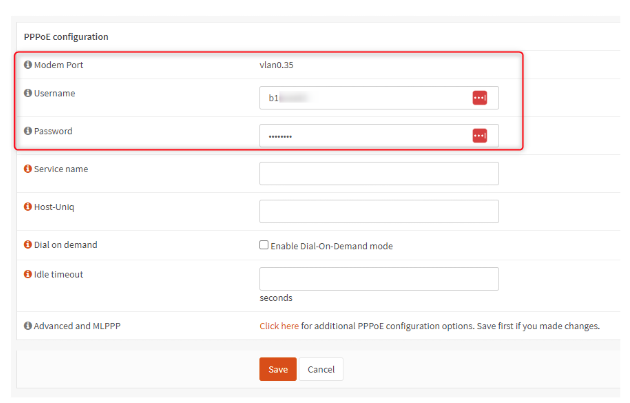 PPPoE configuration
Modem Port vlan0.35
Username b1
Password ••••••••
Service name
Host-Uniq
Dial on demand Enable Dial-On-Demand mode
Idle timeout
seconds
Advanced and MLPPP Click here for additional PPPoE configuration options. Save first if you made changes.
Save Cancel